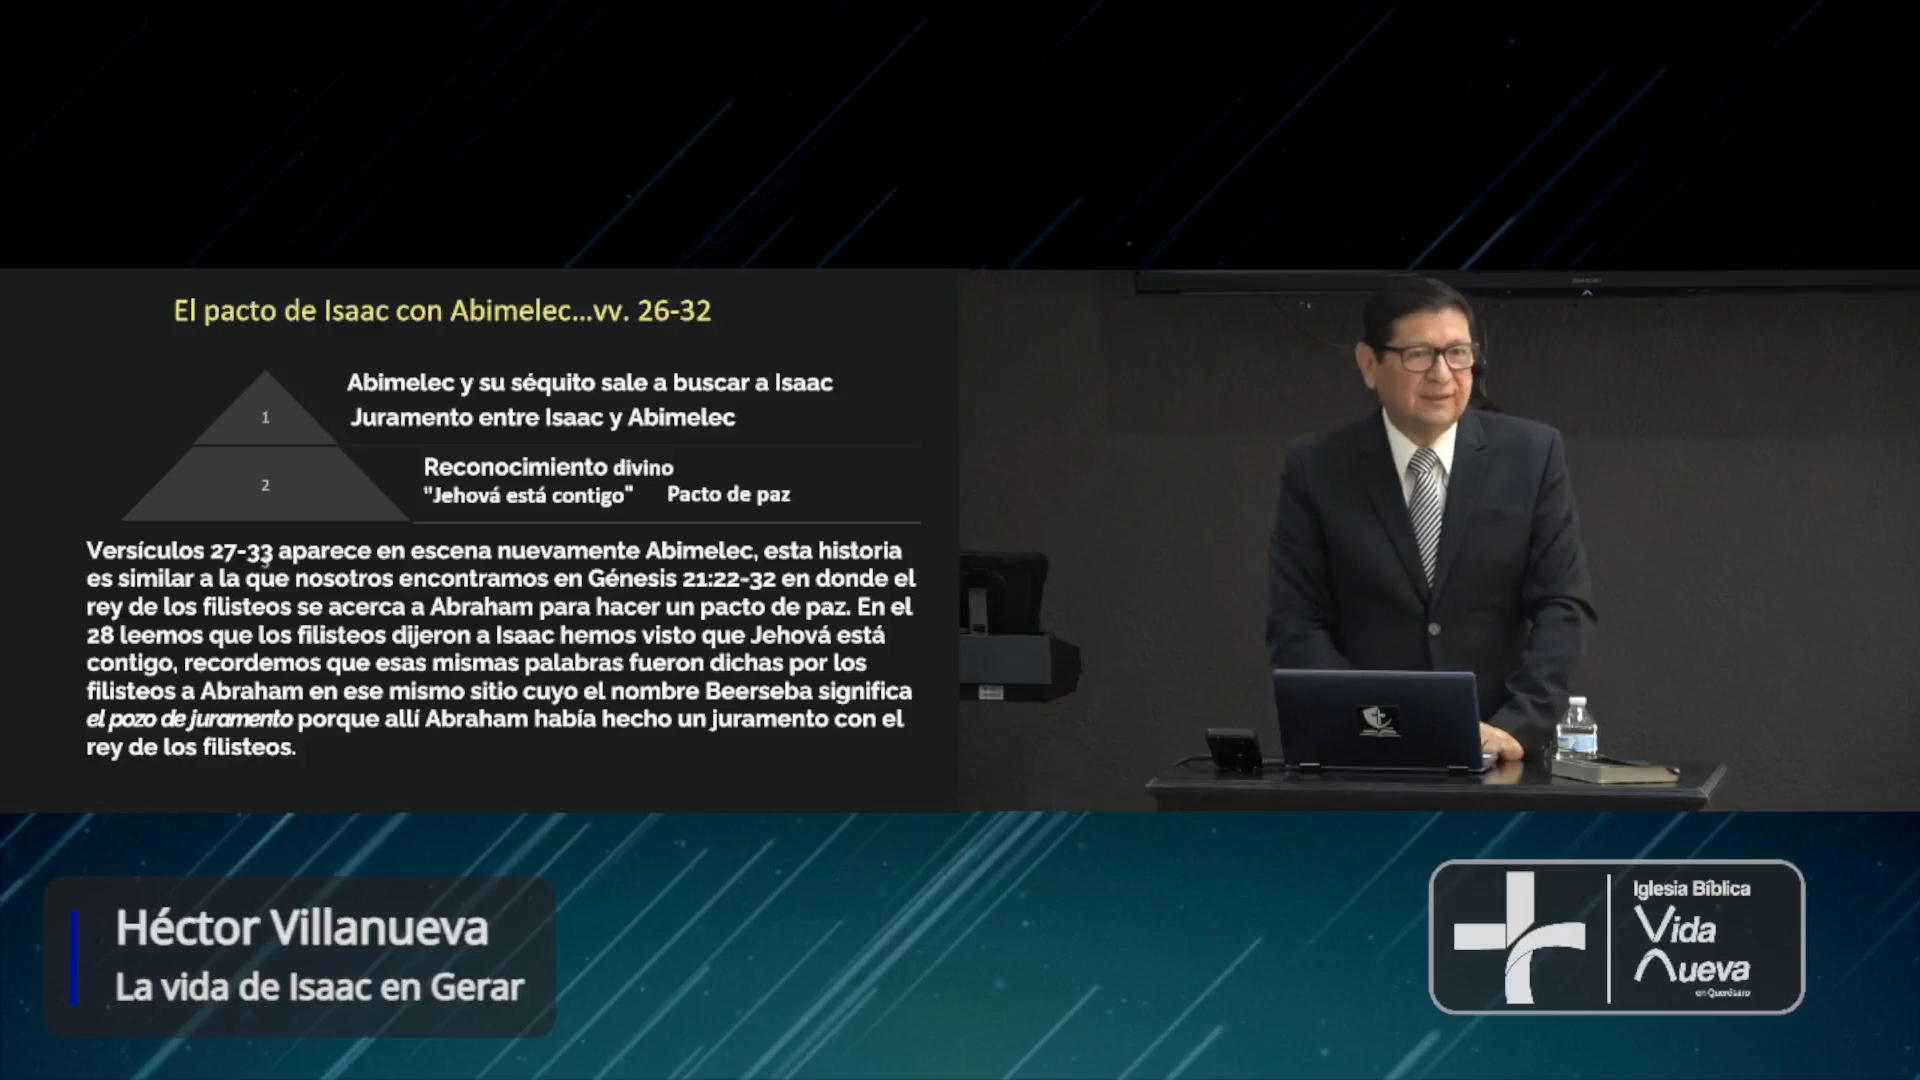 El pacto de Isaac con Abimelec...vv. 26-32
1
Abimelec y su séquito sale a buscar a Isaac
Juramento entre Isaac y Abimelec
2
Reconocimiento divino
"Jehová está contigo" Pacto de paz
Versículos 27-33 aparece en escena nuevamente Abimelec, esta historia
es similar a la que nosotros encontramos en Génesis 21:22-32 en donde el
rey de los filisteos se acerca a Abraham para hacer un pacto de paz. En el
28 leemos que los filisteos dijeron a Isaac hemos visto que Jehová está
contigo, recordemos que esas mismas palabras fueron dichas por los
filisteos a Abraham en ese mismo sitio cuyo el nombre Beerseba significa
el pozo de juramento porque allí Abraham había hecho un juramento con el
rey de los filisteos.
Héctor Villanueva
La vida de Isaac en Gerar
Iglesia Bíblica
Vida
Nueva
en Querétaro